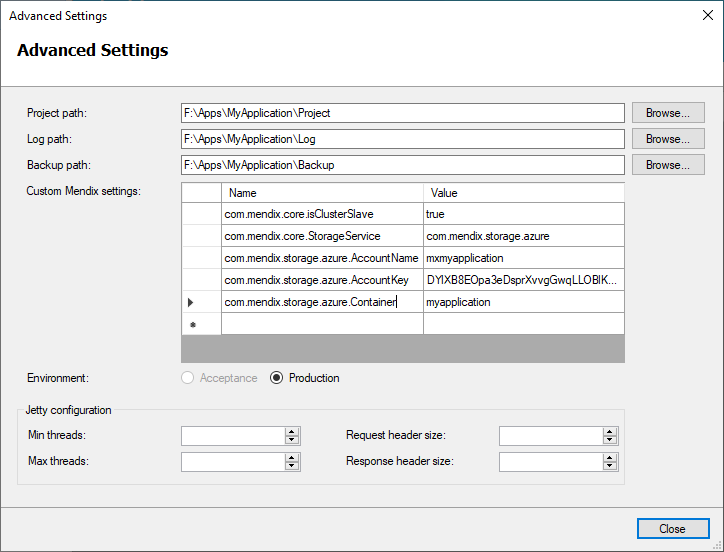 Advanced Settings
Advanced Settings
Project path: F:\Apps\MyApplication\Project Browse...
Log path: F:\Apps\MyApplication\Log Browse...
Backup path: F:\Apps\MyApplication\Backup Browse...
Custom Mendix settings: Name Value
com.mendix.core.isClusterSlave true
com.mendix.core.StorageService com.mendix.storage.azure
com.mendix.storage.azure.AccountName mxmyapplication
com.mendix.storage.azure.AccountKey DYIXB8EOpa3eDsprXvvgGwqLLOBIK...
com.mendix.storage.azure.Container myapplication
Environment: Acceptance Production
Jetty configuration
Min threads: Request header size:
Max threads: Response header size:
Close